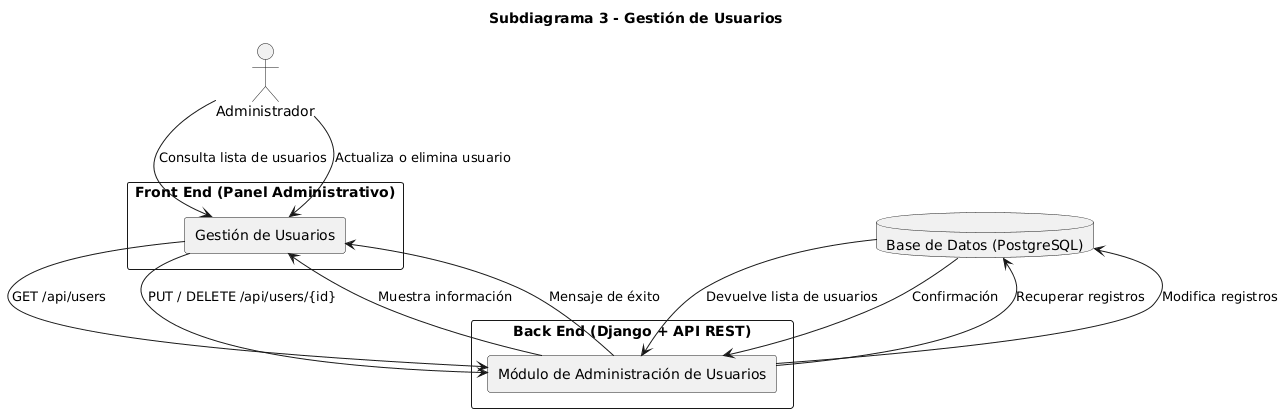 Subdiagrama 3 - Gestión de Usuarios
Administrador
Consulta lista de usuarios
Actualiza o elimina usuario
Front End (Panel Administrativo)
Gestión de Usuarios
Base de Datos (PostgreSQL)
GET /api/users
PUT / DELETE /api/users/{id}
Muestra información
Mensaje de éxito
Devuelve lista de usuarios
Confirmación
Recuperar registros
Modifica registros
Back End (Django + API REST)
Módulo de Administración de Usuarios